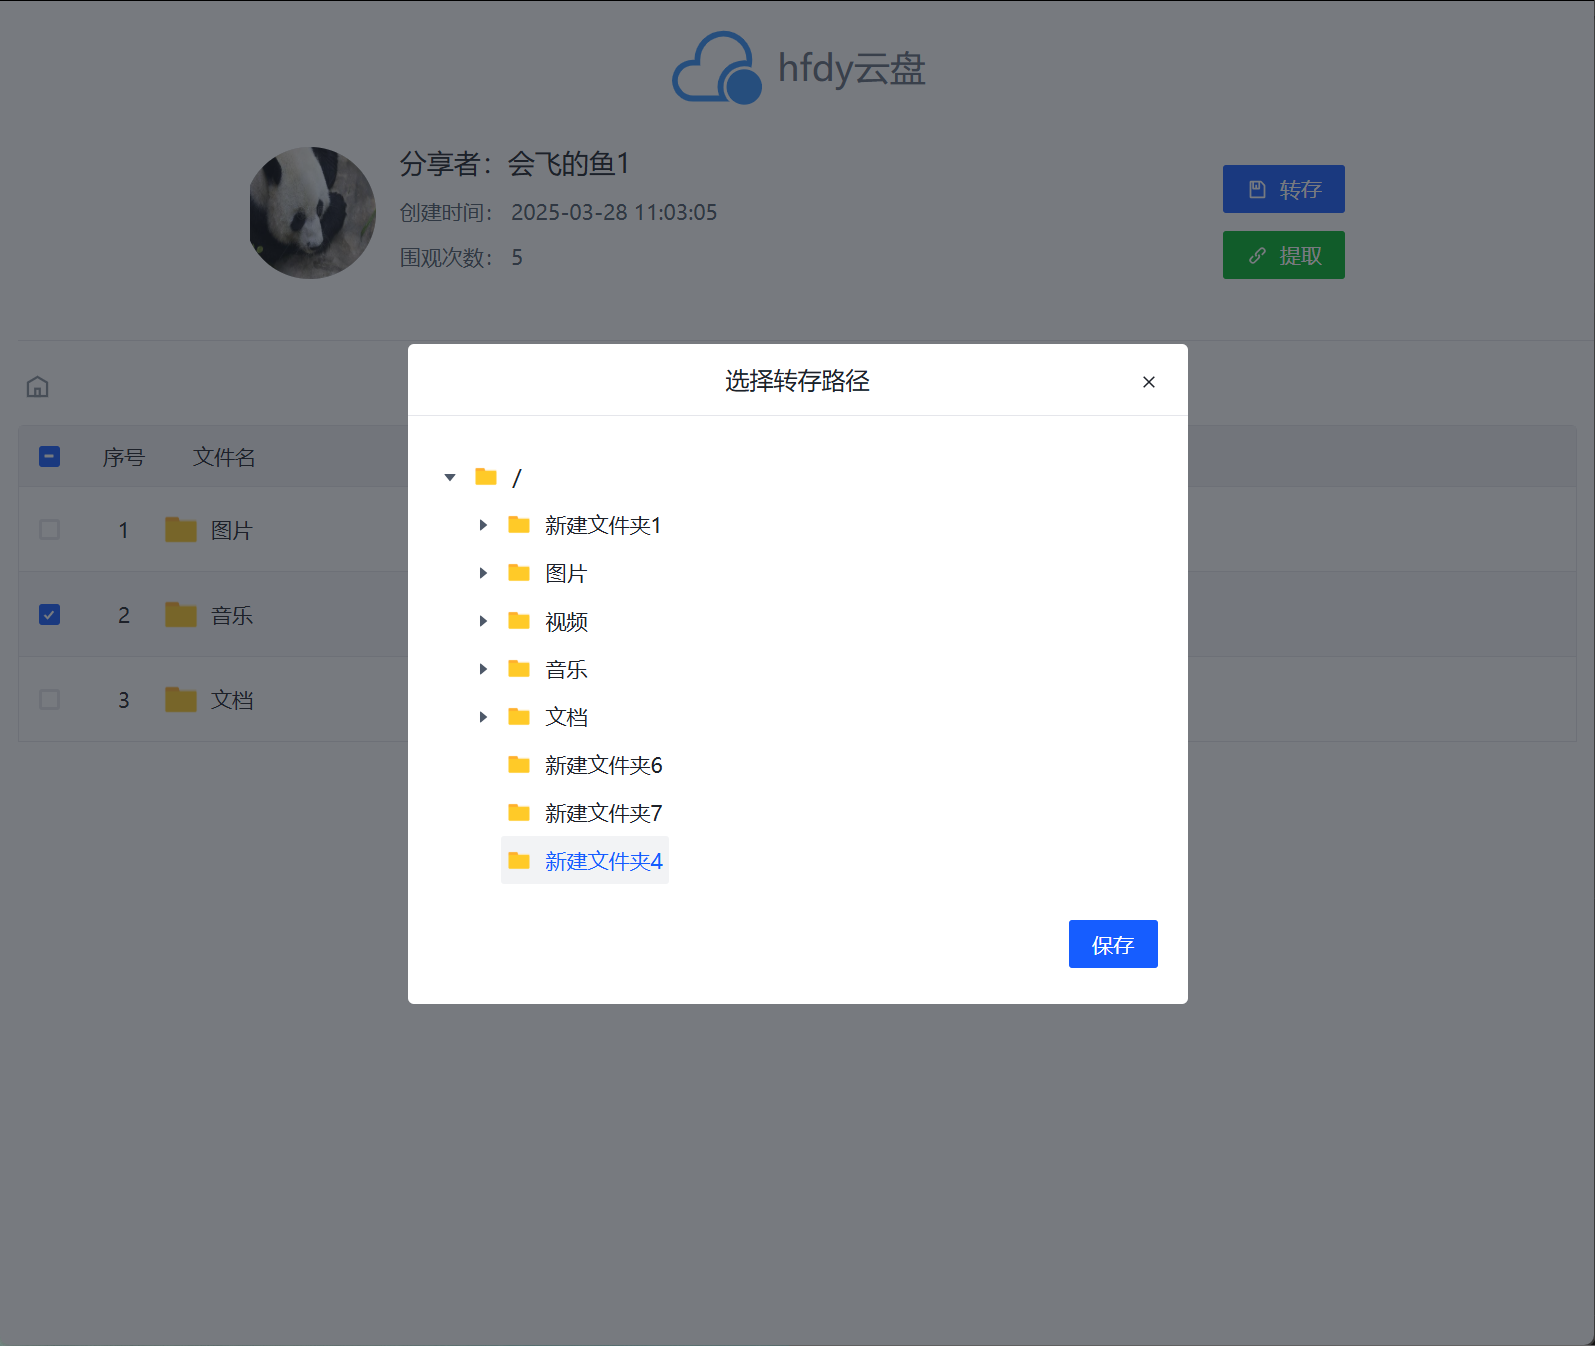 hfdy云盘
分享者：会飞的鱼1
创建时间： 2025-03-28 11:03:05
围观次数： 5
转存
提取
选择转存路径
序号 文件名
1 图片
2 音乐
3 文档
/
新建文件夹1
图片
视频
音乐
文档
新建文件夹6
新建文件夹7
新建文件夹4
保存